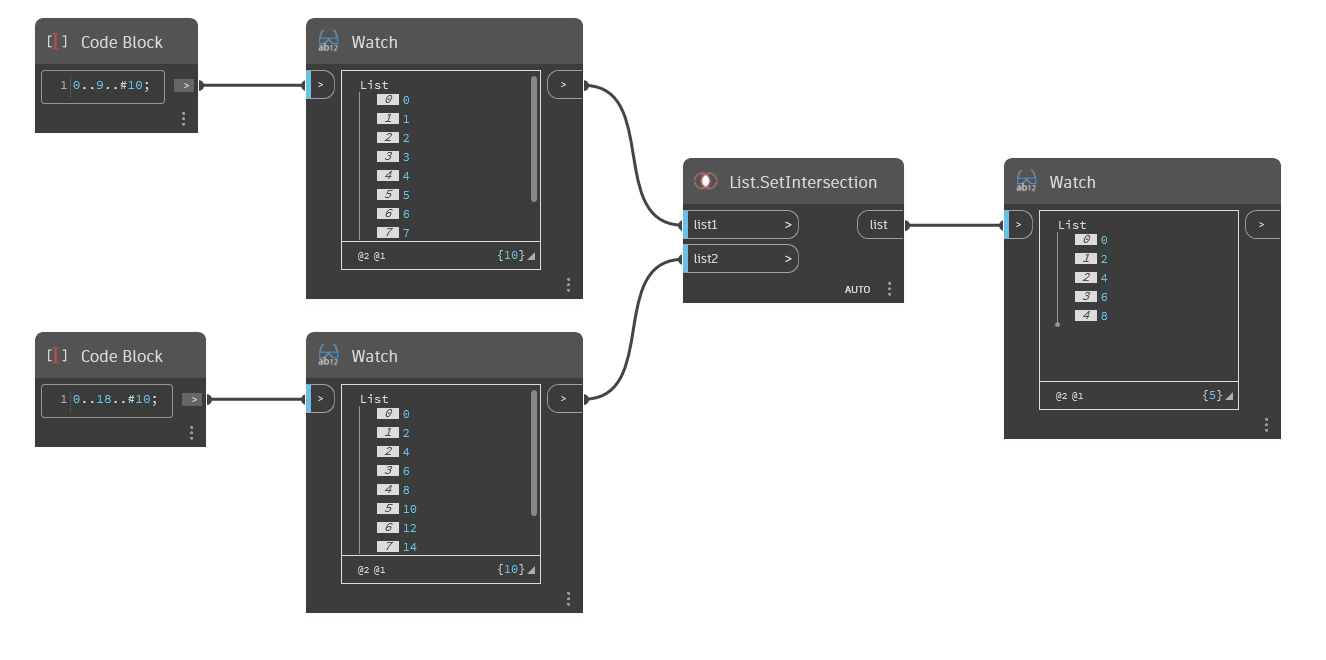 Code Block
1 0..9..#10;
>
ab12 Watch
>
List
0 0
1 1
2 2
3 3
4 4
5 5
6 6
7 7
@2 @1 {10}
>
Code Block
1 0..18..#10;
>
ab12 Watch
>
List
0 0
1 2
2 4
3 6
4 8
5 10
6 12
7 14
@2 @1 {10}
>
List.SetIntersection
list1 >
list2 >
list
AUTO
ab12 Watch
>
List
0 0
1 2
2 4
3 6
4 8
@2 @1 {5}
>